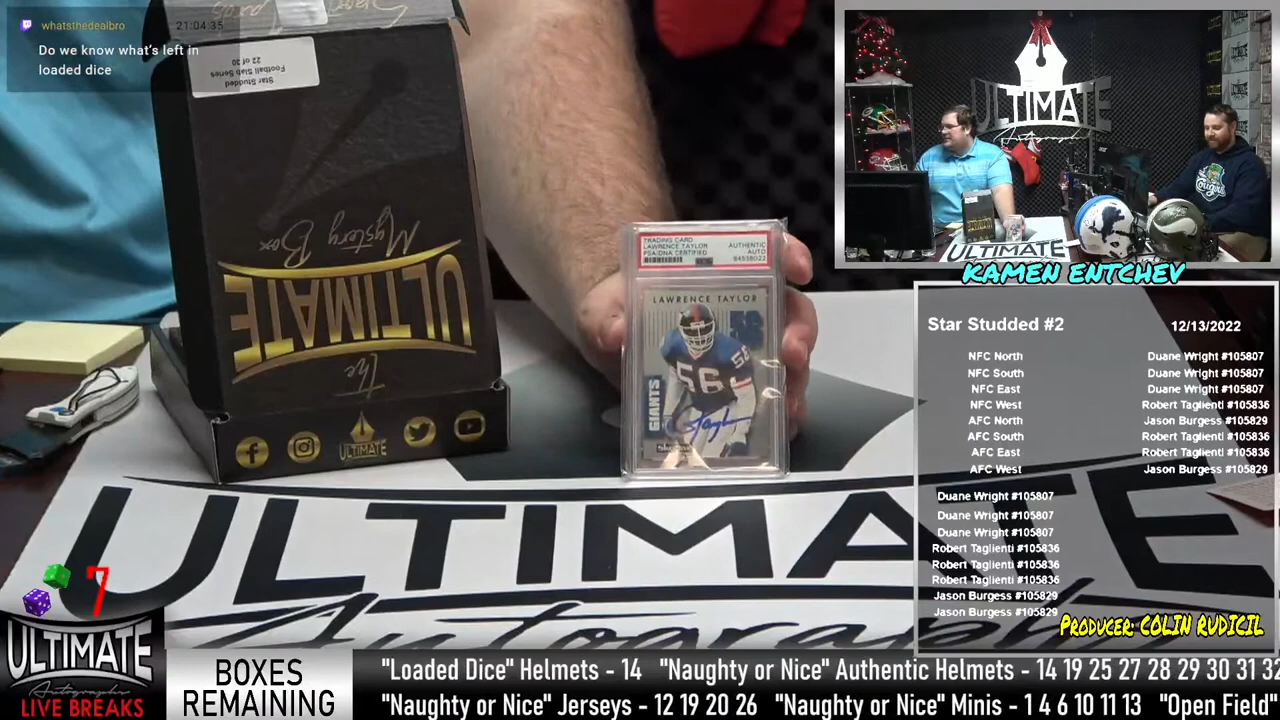 whatsthedealbro 21:04:35
Do we know what's left in
loaded dice
Star Studded
Football Slab Series
22 of 30
The
ULTIMATE
Mystery Box
ULTIMATE
TRADING CARD
LAWRENCE TAYLOR
PSA/DNA CERTIFIED
AUTHENTIC
AUTO
84558022
LAWRENCE TAYLOR
56
56
GIANTS
ULTIMATE
Autographs
ULTIMATE
Autographs
Cougars
ULTIMATE
KAMEN ENTCHEV
Star Studded #2 12/13/2022
NFC North Duane Wright #105807
NFC South Duane Wright #105807
NFC East Duane Wright #105807
NFC West Robert Taglienti #105836
AFC North Jason Burgess #105829
AFC South Robert Taglienti #105836
AFC East Robert Taglienti #105836
AFC West Jason Burgess #105829
Duane Wright #105807
Duane Wright #105807
Duane Wright #105807
Robert Taglienti #105836
Robert Taglienti #105836
Robert Taglienti #105836
Jason Burgess #105829
Jason Burgess #105829
PRODUCER: COLIN RUDICIL
7
ULTIMATE
Autographs
LIVE BREAKS
BOXES
REMAINING
"Loaded Dice" Helmets - 14 "Naughty or Nice" Authentic Helmets - 14 19 25 27 28 29 30 31 32
"Naughty or Nice" Jerseys - 12 19 20 26 "Naughty or Nice" Minis - 1 4 6 10 11 13 "Open Field"